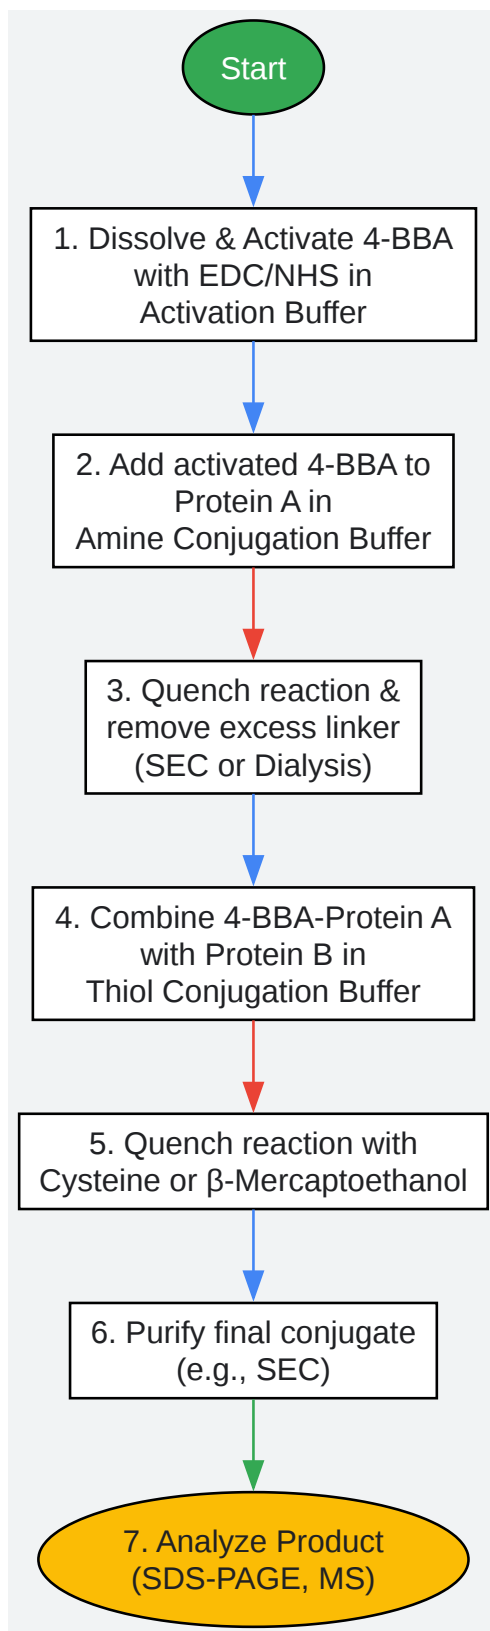 Start
1. Dissolve & Activate 4-BBA
with EDC/NHS in
Activation Buffer
2. Add activated 4-BBA to
Protein A in
Amine Conjugation Buffer
3. Quench reaction &
remove excess linker
(SEC or Dialysis)
4. Combine 4-BBA-Protein A
with Protein B in
Thiol Conjugation Buffer
5. Quench reaction with
Cysteine or β-Mercaptoethanol
6. Purify final conjugate
(e.g., SEC)
7. Analyze Product
(SDS-PAGE, MS)